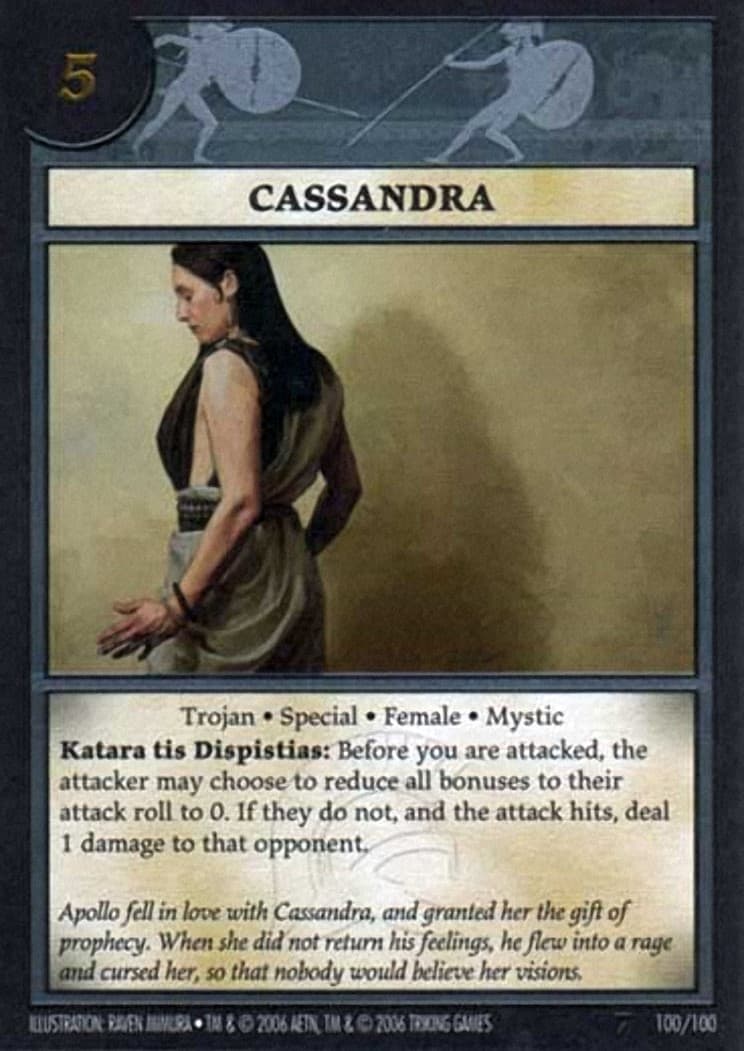 5
CASSANDRA
Trojan • Special • Female • Mystic
Katara tis Dispistias: Before you are attacked, the
attacker may choose to reduce all bonuses to their
attack roll to 0. If they do not, and the attack hits, deal
1 damage to that opponent.
Apollo fell in love with Cassandra, and granted her the gift of
prophecy. When she did not return his feelings, he flew into a rage
and cursed her, so that nobody would believe her visions.
ILLUSTRATION: RAVEN MIMURA • TM & © 2006 AETN, TM & © 2006 TRIKING GAMES 7 100/100